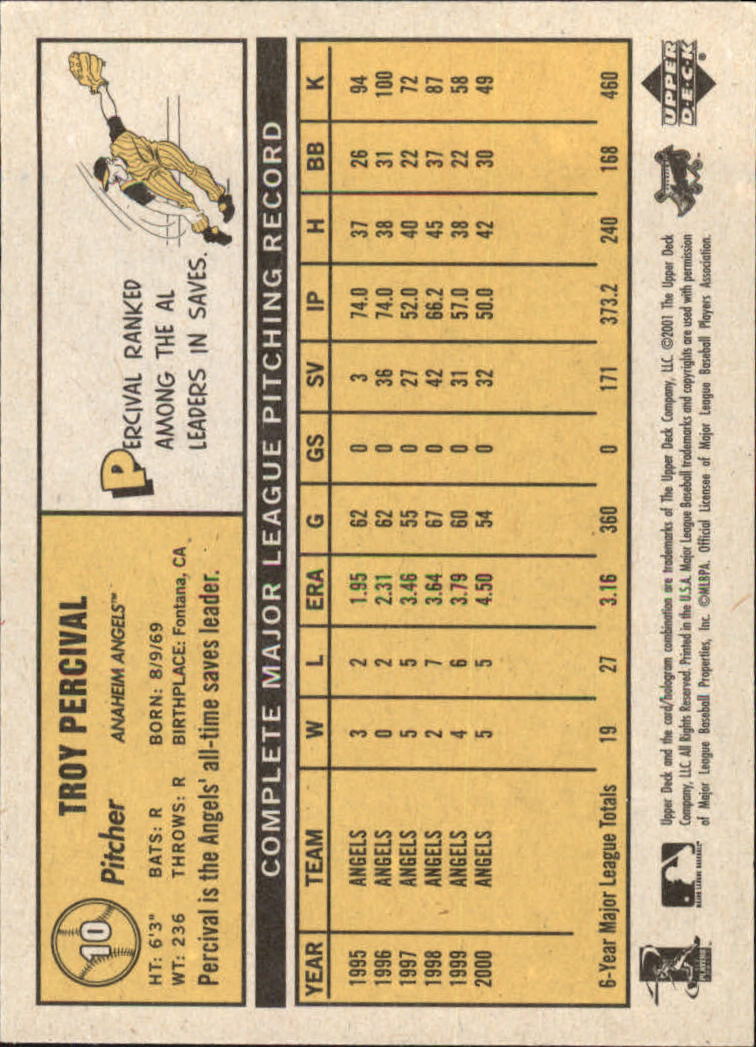 10
TROY PERCIVAL
Pitcher ANAHEIM ANGELS™
HT: 6'3" BATS: R BORN: 8/9/69
WT: 236 THROWS: R BIRTHPLACE: Fontana, CA
Percival is the Angels' all-time saves leader.
PERCIVAL RANKED
AMONG THE AL
LEADERS IN SAVES.
COMPLETE MAJOR LEAGUE PITCHING RECORD
YEAR TEAM W L ERA G GS SV IP H BB K
1995 ANGELS 3 2 1.95 62 0 3 74.0 37 26 94
1996 ANGELS 0 2 2.31 62 0 36 74.0 38 31 100
1997 ANGELS 5 5 3.46 55 0 27 52.0 40 22 72
1998 ANGELS 2 7 3.64 67 0 42 66.2 45 37 87
1999 ANGELS 4 6 3.79 60 0 31 57.0 38 22 58
2000 ANGELS 5 5 4.50 54 0 32 50.0 42 30 49
6-Year Major League Totals 19 27 3.16 360 0 171 373.2 240 168 460
PLAYERS
MAJOR LEAGUE BASEBALL
Upper Deck and the card/hologram combination are trademarks of The Upper Deck Company, LLC. ©2001 The Upper Deck
Company, LLC. All Rights Reserved. Printed in the U.S.A. Major League Baseball trademarks and copyrights are used with permission
of Major League Baseball Properties, Inc. ©MLBPA. Official Licensee of Major League Baseball Players Association.
UPPER
DECK